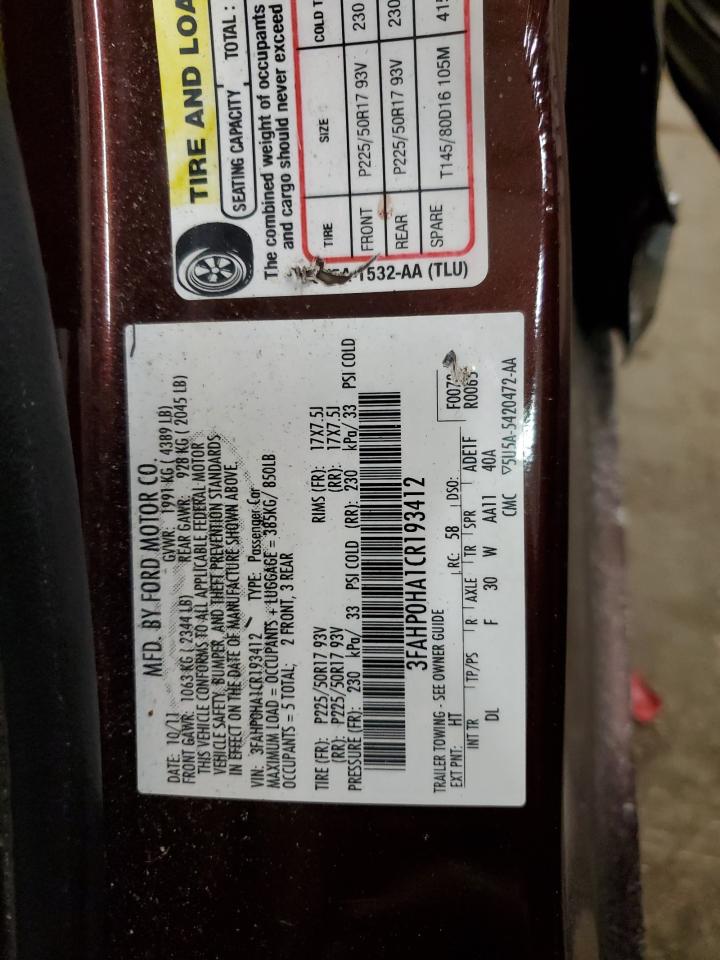 MFD. BY FORD MOTOR CO.
DATE: 10/11 GVWR: 1991 KG ( 4389 LB)
FRONT GAWR: 1063 KG ( 2344 LB) REAR GAWR: 928 KG ( 2045 LB)
THIS VEHICLE CONFORMS TO ALL APPLICABLE FEDERAL MOTOR
VEHICLE SAFETY, BUMPER, AND THEFT PREVENTION STANDARDS
IN EFFECT ON THE DATE OF MANUFACTURE SHOWN ABOVE.
VIN: 3FAHP0HA1CR193412 TYPE: Passenger Car
MAXIMUM LOAD = OCCUPANTS + LUGGAGE = 385KG/ 850LB
OCCUPANTS = 5 TOTAL; 2 FRONT, 3 REAR
TIRE (FR): P225/50R17 93V RIMS (FR): 17X7.5J
(RR): P225/50R17 93V (RR): 17X7.5J
PRESSURE (FR): 230 kPa/ 33 PSI COLD (RR): 230 kPa/ 33 PSI COLD
3FAHP0HA1CR193412
TRAILER TOWING - SEE OWNER GUIDE
F007
R0065
EXT PNT: HT RC: 58 DSO: ADE1F
INT TR TP/PS R AXLE TR SPR 40A
DL F 30 W AA11
CMC ▽5U5A-5420472-AA
TIRE AND LOA
SEATING CAPACITY TOTAL :
The combined weight of occupants
and cargo should never exceed
TIRE SIZE COLD T
FRONT P225/50R17 93V 230
REAR P225/50R17 93V 230
SPARE T145/80D16 105M 415
1532-AA (TLU)